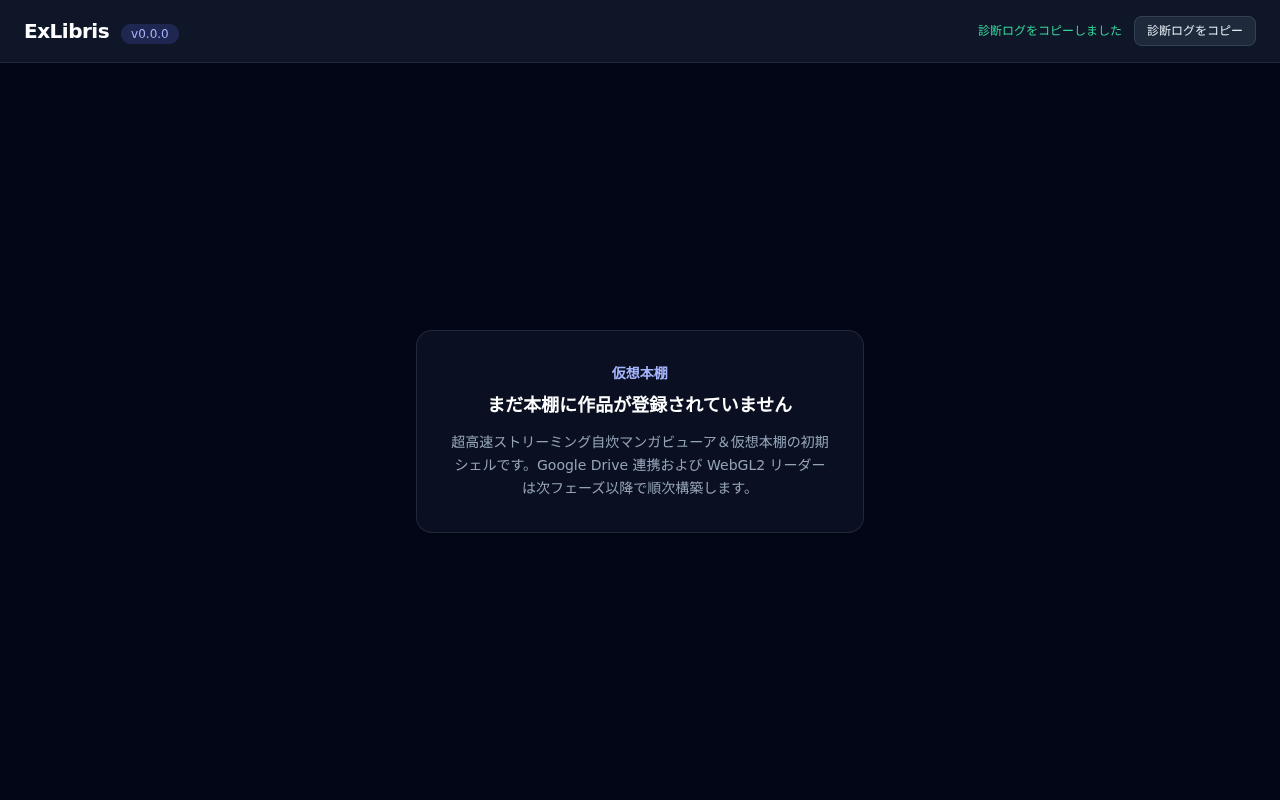 ExLibris v0.0.0 診断ログをコピーしました 診断ログをコピー
仮想本棚
まだ本棚に作品が登録されていません
超高速ストリーミング自炊マンガビューア＆仮想本棚の初期
シェルです。Google Drive 連携および WebGL2 リーダー
は次フェーズ以降で順次構築します。